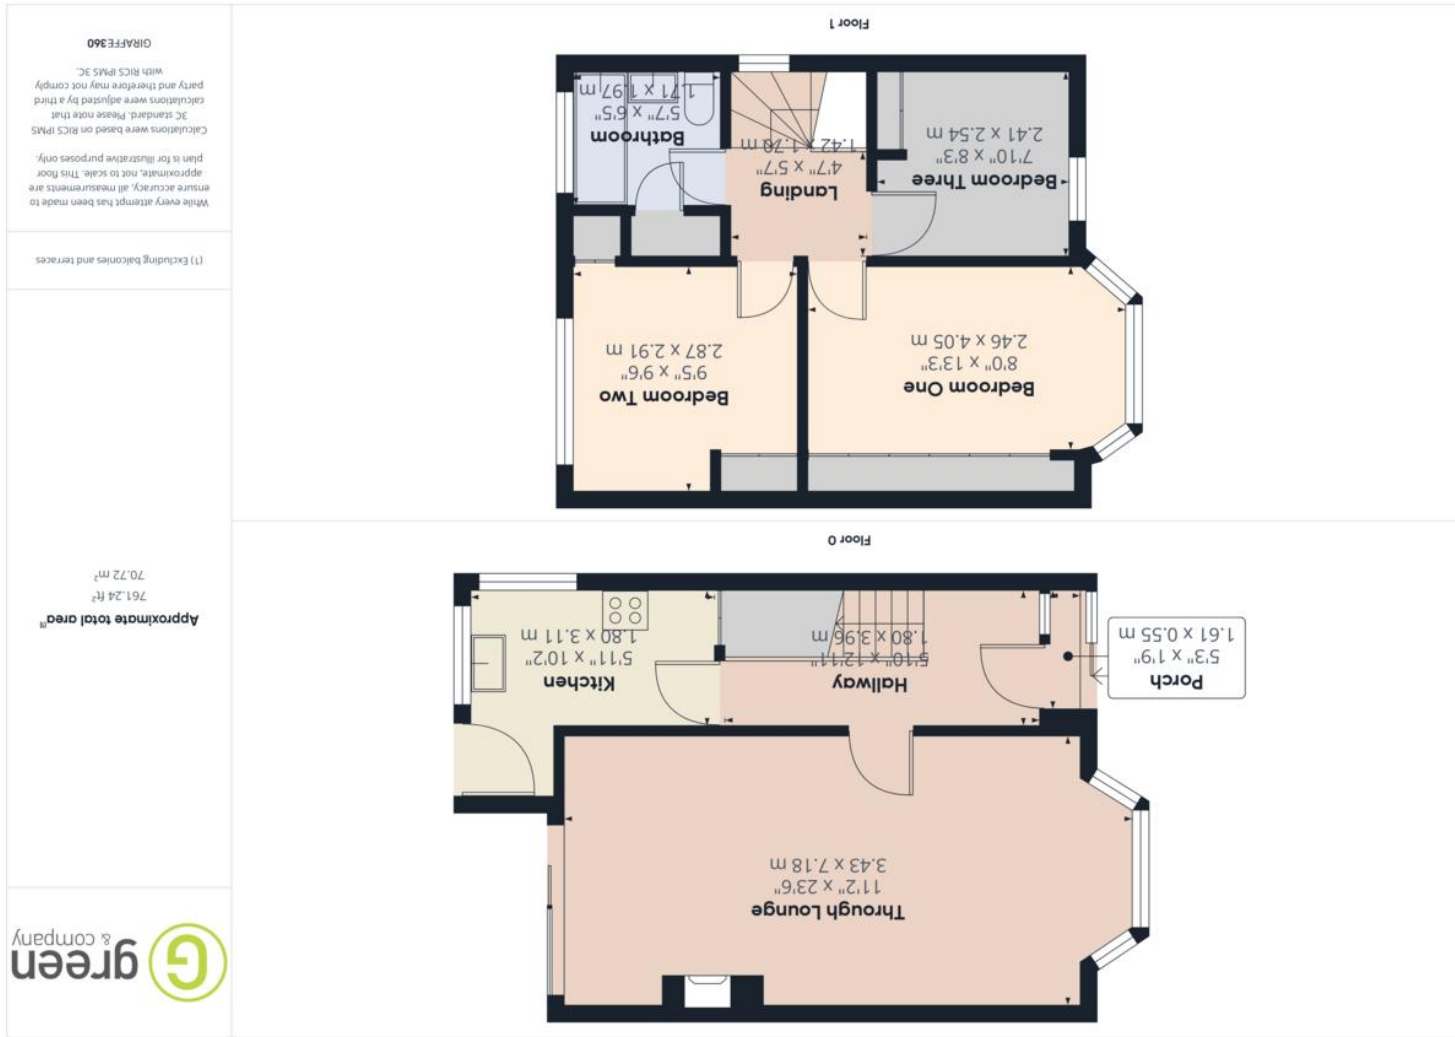 green
& company
Through Lounge
11'2" x 23'6"
3.43 x 7.18 m
Porch
5'3" x 1'9"
1.61 x 0.55 m
Hallway
5'10" x 12'11"
1.80 x 3.96 m
Kitchen
5'11" x 10'2"
1.80 x 3.11 m
Floor 0
Approximate total area⁽¹⁾
761.24 ft²
70.72 m²
Bedroom One
8'0" x 13'3"
2.46 x 4.05 m
Bedroom Two
9'5" x 9'6"
2.87 x 2.91 m
Bedroom Three
7'10" x 8'3"
2.41 x 2.54 m
Landing
4'7" x 5'7"
1.42 x 1.70 m
Bathroom
5'7" x 6'5"
1.71 x 1.97 m
Floor 1
(1) Excluding balconies and terraces
While every attempt has been made to
ensure accuracy, all measurements are
approximate, not to scale. This floor
plan is for illustrative purposes only.
Calculations were based on RICS IPMS
3C standard. Please note that
calculations were adjusted by a third
party and therefore may not comply
with RICS IPMS 3C.
GIRAFFE360